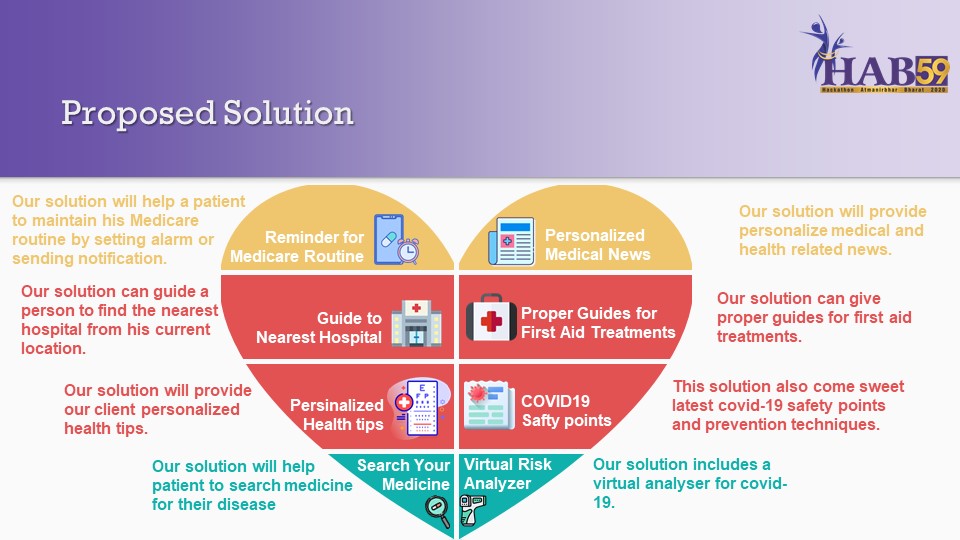 HAB59
Hackathon Atmanirbhar Bharat 2020
Proposed Solution
Our solution will help a patient
to maintain his Medicare
routine by setting alarm or
sending notification.
Reminder for
Medicare Routine
Personalized
Medical News
Our solution will provide
personalize medical and
health related news.
Our solution can guide a
person to find the nearest
hospital from his current
location.
Guide to
Nearest Hospital
Proper Guides for
First Aid Treatments
Our solution can give
proper guides for first aid
treatments.
Our solution will provide
our client personalized
health tips.
Persinalized
Health tips
E
F P
COVID19
Safty points
This solution also come sweet
latest covid-19 safety points
and prevention techniques.
Our solution will help
patient to search medicine
for their disease
Search Your
Medicine
Virtual Risk
Analyzer
Our solution includes a
virtual analyser for covid-
19.